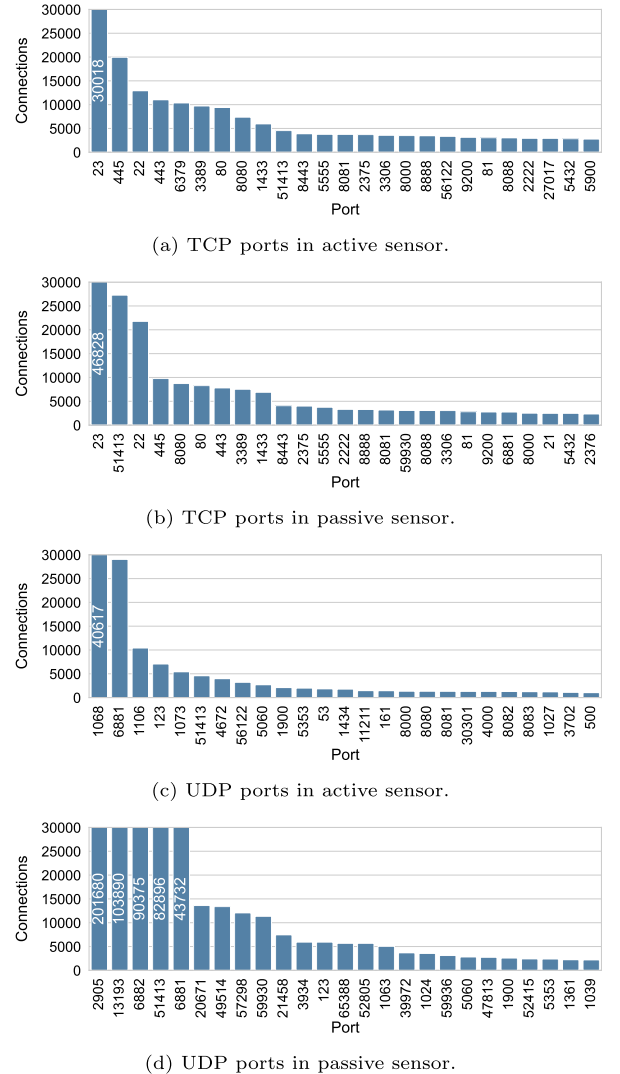 Connections
30000
25000
20000
15000
10000
5000
0
30018
23 445 22 443 6379 3389 80 8080 1433 51413 8443 5555 8081 2375 3306 8000 8888 56122 9200 81 8088 2222 27017 5432 5900
Port
(a) TCP ports in active sensor.
Connections
30000
25000
20000
15000
10000
5000
0
46828
23 51413 22 445 8080 80 443 3389 1433 8443 2375 5555 2222 8888 8081 59930 8088 3306 81 9200 6881 8000 21 5432 2376
Port
(b) TCP ports in passive sensor.
Connections
30000
25000
20000
15000
10000
5000
0
40617
1068 6881 1106 123 1073 51413 4672 56122 5060 1900 5353 53 1434 11211 161 8000 8080 8081 30301 4000 8082 8083 1027 3702 500
Port
(c) UDP ports in active sensor.
Connections
30000
25000
20000
15000
10000
5000
0
201680 103890 90375 82896 43732
2905 13193 6882 51413 6881 20671 49514 57298 59930 21458 3934 123 65388 52805 1063 39972 1024 59936 5060 47813 1900 52415 5353 1361 1039
Port
(d) UDP ports in passive sensor.